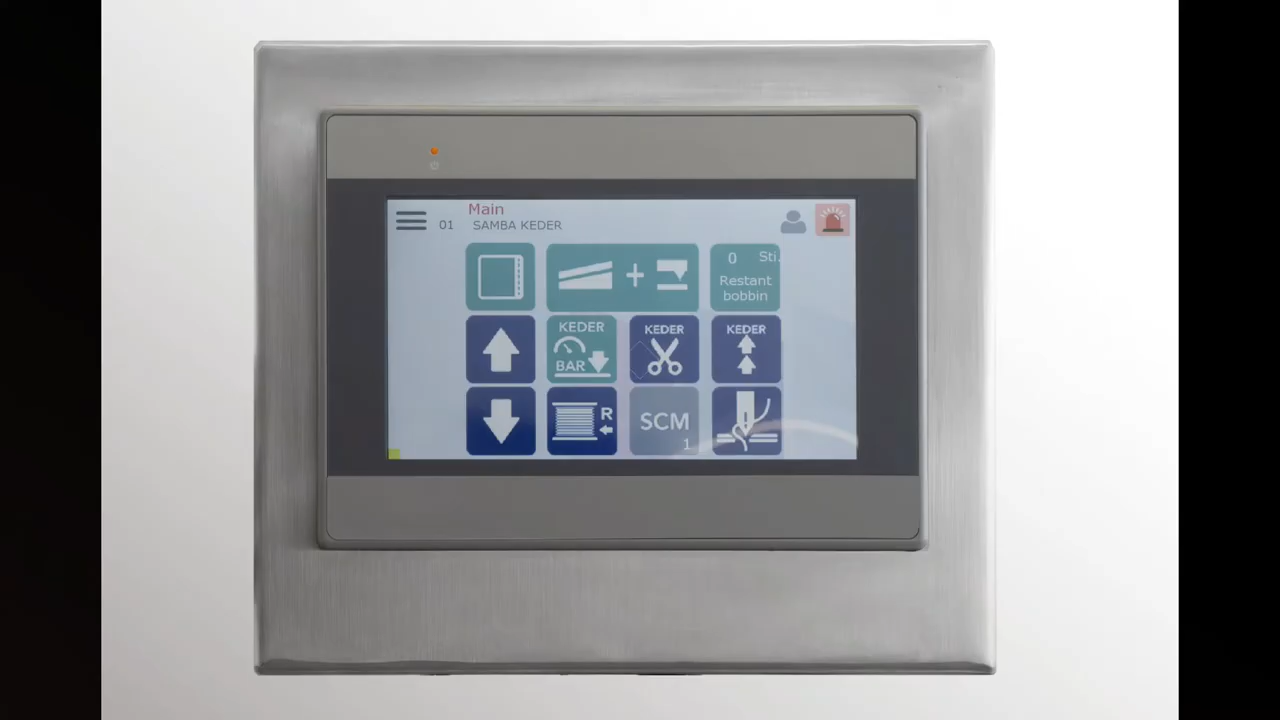 Main
01 SAMBA KEDER
0 Sti.
Restant
bobbin
KEDER
BAR
KEDER
KEDER
R
SCM
1